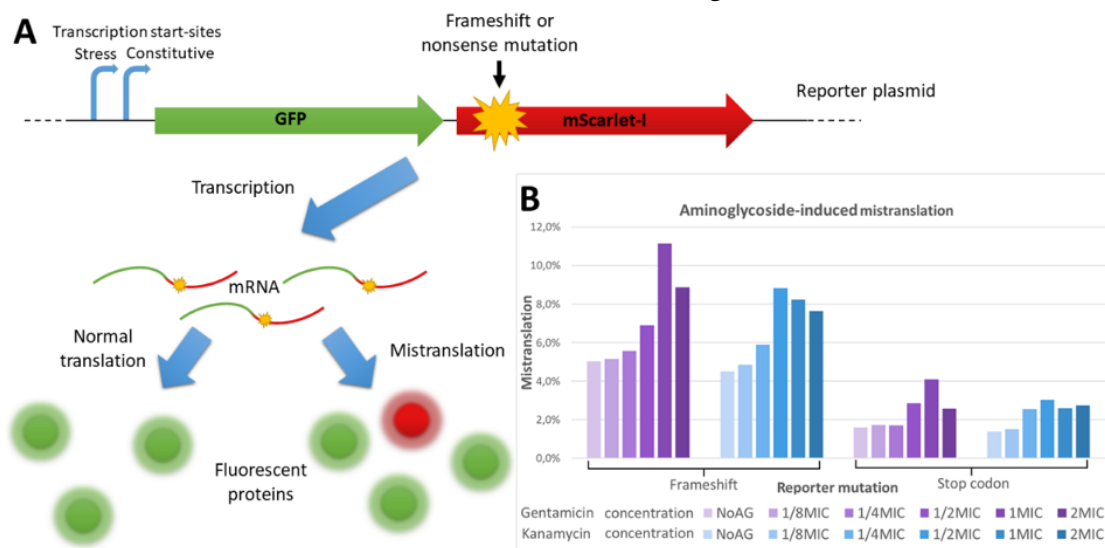 A
Transcription start-sites
Stress Constitutive
Frameshift or
nonsense mutation
Reporter plasmid
GFP
mScarlet-I
Transcription
mRNA
Normal
translation
Mistranslation
Fluorescent
proteins
B
Aminoglycoside-induced mistranslation
Mistranslation
12,0%
10,0%
8,0%
6,0%
4,0%
2,0%
0,0%
Frameshift Reporter mutation Stop codon
Gentamicin concentration NoAG 1/8MIC 1/4MIC 1/2MIC 1MIC 2MIC
Kanamycin concentration NoAG 1/8MIC 1/4MIC 1/2MIC 1MIC 2MIC